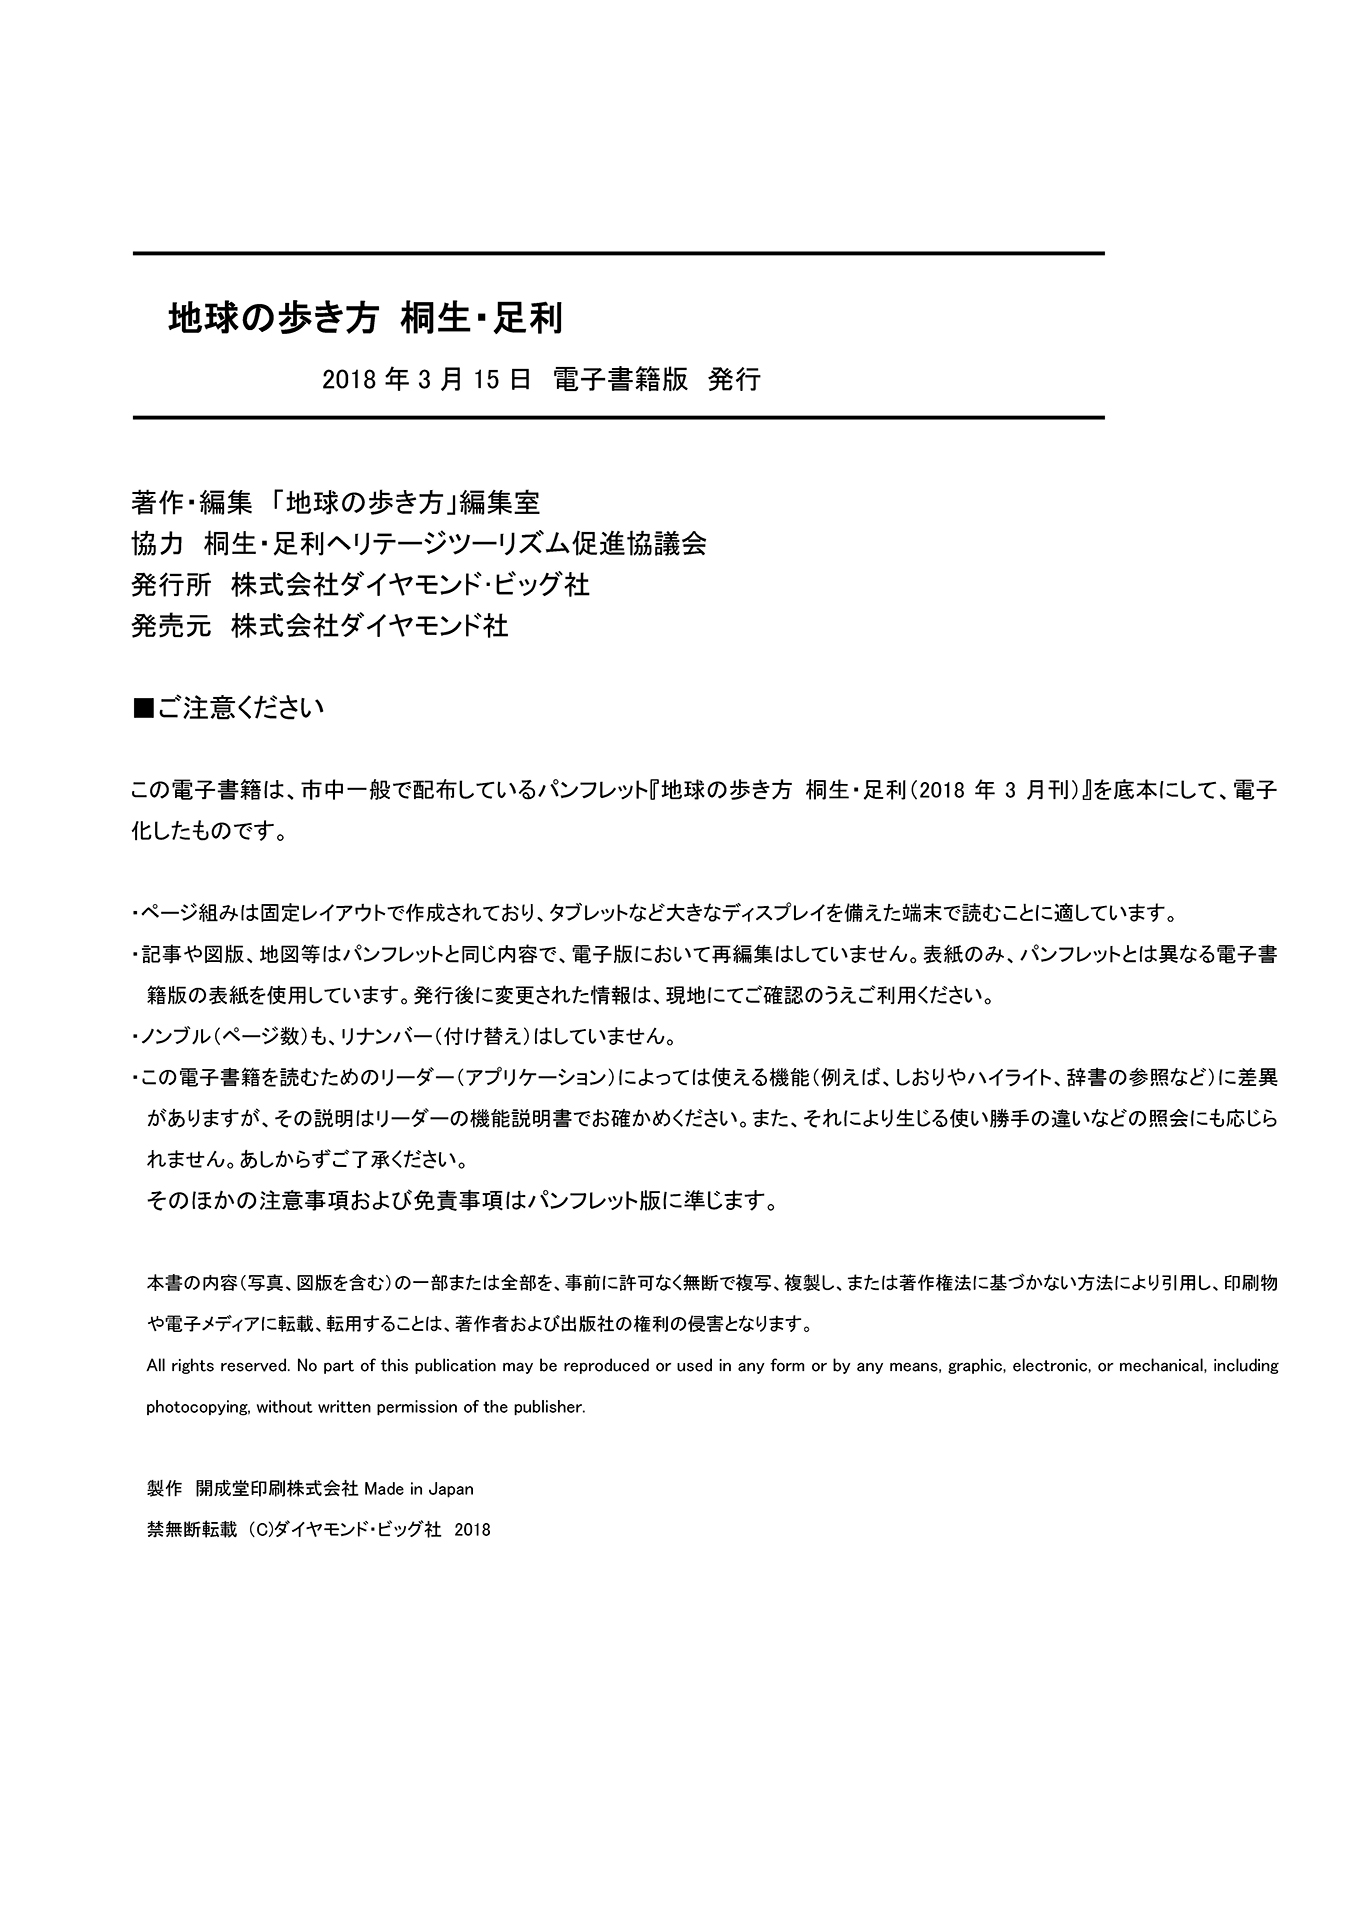 地球の歩き方 桐生・足利
2018 年 3 月 15 日　電子書籍版　発行
著作・編集　「地球の歩き方」編集室
協力　桐生・足利ヘリテージツーリズム促進協議会
発行所　株式会社ダイヤモンド・ビッグ社
発売元　株式会社ダイヤモンド社
■ご注意ください
この電子書籍は、市中一般で配布しているパンフレット『地球の歩き方 桐生・足利（2018 年 3 月刊）』を底本にして、電子
化したものです。
・ページ組みは固定レイアウトで作成されており、タブレットなど大きなディスプレイを備えた端末で読むことに適しています。
・記事や図版、地図等はパンフレットと同じ内容で、電子版において再編集はしていません。表紙のみ、パンフレットとは異なる電子書
籍版の表紙を使用しています。発行後に変更された情報は、現地にてご確認のうえご利用ください。
・ノンブル（ページ数）も、リナンバー（付け替え）はしていません。
・この電子書籍を読むためのリーダー（アプリケーション）によっては使える機能（例えば、しおりやハイライト、辞書の参照など）に差異
がありますが、その説明はリーダーの機能説明書でお確かめください。また、それにより生じる使い勝手の違いなどの照会にも応じら
れません。あしからずご了承ください。
そのほかの注意事項および免責事項はパンフレット版に準じます。
本書の内容（写真、図版を含む）の一部または全部を、事前に許可なく無断で複写、複製し、または著作権法に基づかない方法により引用し、印刷物
や電子メディアに転載、転用することは、著作者および出版社の権利の侵害となります。
All rights reserved. No part of this publication may be reproduced or used in any form or by any means, graphic, electronic, or mechanical, including
photocopying, without written permission of the publisher.
製作　開成堂印刷株式会社 Made in Japan
禁無断転載　(C)ダイヤモンド・ビッグ社　2018